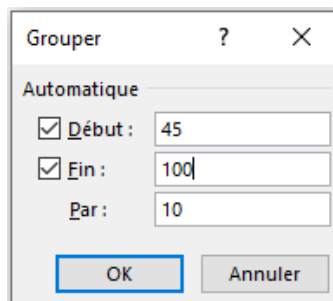 Grouper ? ×
Automatique
Début : 45
Fin : 100
Par : 10
OK Annuler